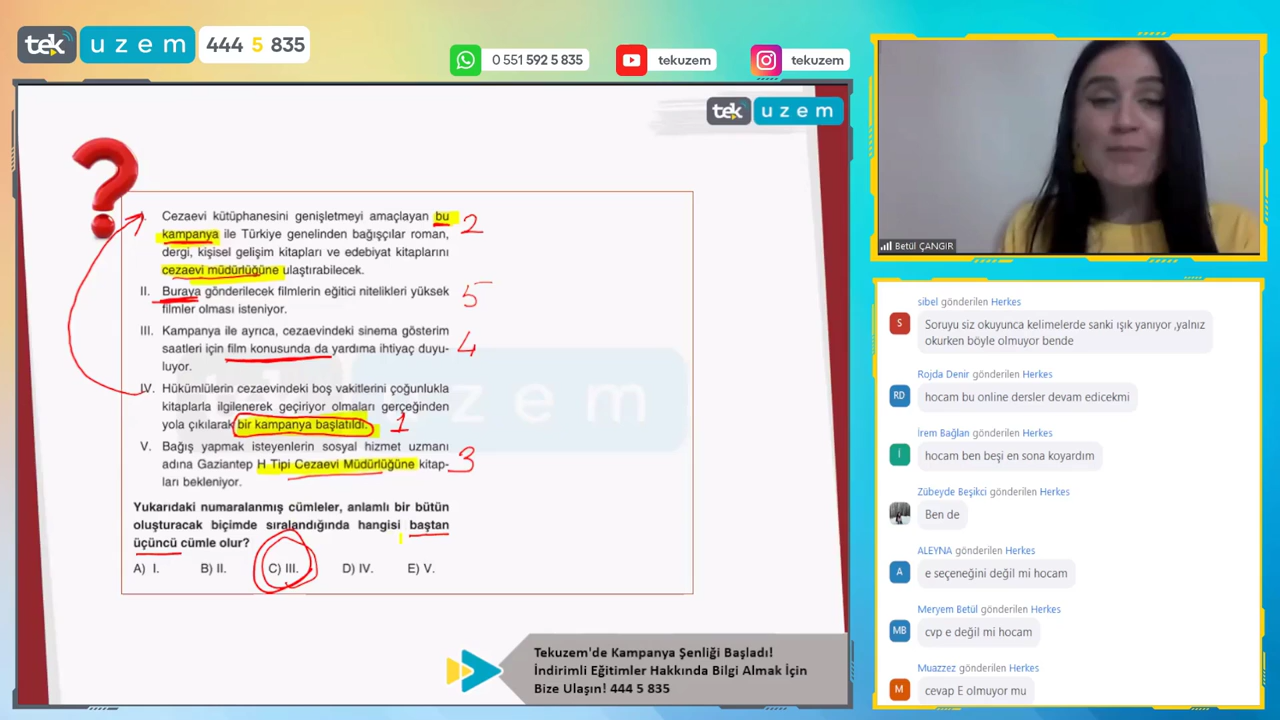 tek uzem 444 5 835
0 551 592 5 835
tekuzem
tekuzem
tek uzem
Cezaevi kütüphanesini genişletmeyi amaçlayan bu 2
kampanya ile Türkiye genelinden bağışçılar roman,
dergi, kişisel gelişim kitapları ve edebiyat kitaplarını
cezaevi müdürlüğüne ulaştırabilecek.
II. Buraya gönderilecek filmlerin eğitici nitelikleri yüksek 5
filmler olması isteniyor.
III. Kampanya ile ayrıca, cezaevindeki sinema gösterim
saatleri için film konusunda da yardıma ihtiyaç duyu- 4
luyor.
IV. Hükümlülerin cezaevindeki boş vakitlerini çoğunlukla
kitaplarla ilgilenerek geçiriyor olmaları gerçeğinden
yola çıkılarak bir kampanya başlatıldı. 1
V. Bağış yapmak isteyenlerin sosyal hizmet uzmanı
adına Gaziantep H Tipi Cezaevi Müdürlüğüne kitap- 3
ları bekleniyor.
Yukarıdaki numaralanmış cümleler, anlamlı bir bütün
oluşturacak biçimde sıralandığında hangisi baştan
üçüncü cümle olur?
A) I. B) II. C) III. D) IV. E) V.
Tekuzem'de Kampanya Şenliği Başladı!
İndirimli Eğitimler Hakkında Bilgi Almak İçin
Bize Ulaşın! 444 5 835
Betül ÇANGIR
sibel gönderilen Herkes
S
Soruyu siz okuyunca kelimelerde sanki ışık yanıyor ,yalnız
okurken böyle olmuyor bende
Rojda Denir gönderilen Herkes
RD hocam bu online dersler devam edicekmi
İrem Bağlan gönderilen Herkes
İ hocam ben beşi en sona koyardım
Zübeyde Beşikci gönderilen Herkes
Ben de
ALEYNA gönderilen Herkes
A e seçeneğini değil mi hocam
Meryem Betül gönderilen Herkes
MB cvp e değil mi hocam
Muazzez gönderilen Herkes
M cevap E olmuyor mu